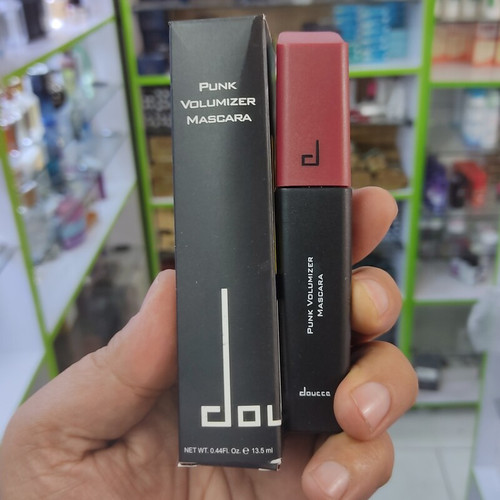 PUNK
VOLUMIZER
MASCARA
dou
NET WT. 0.44Fl. Oz. ℮ 13.5 ml
d
PUNK VOLUMIZER
MASCARA
doucce